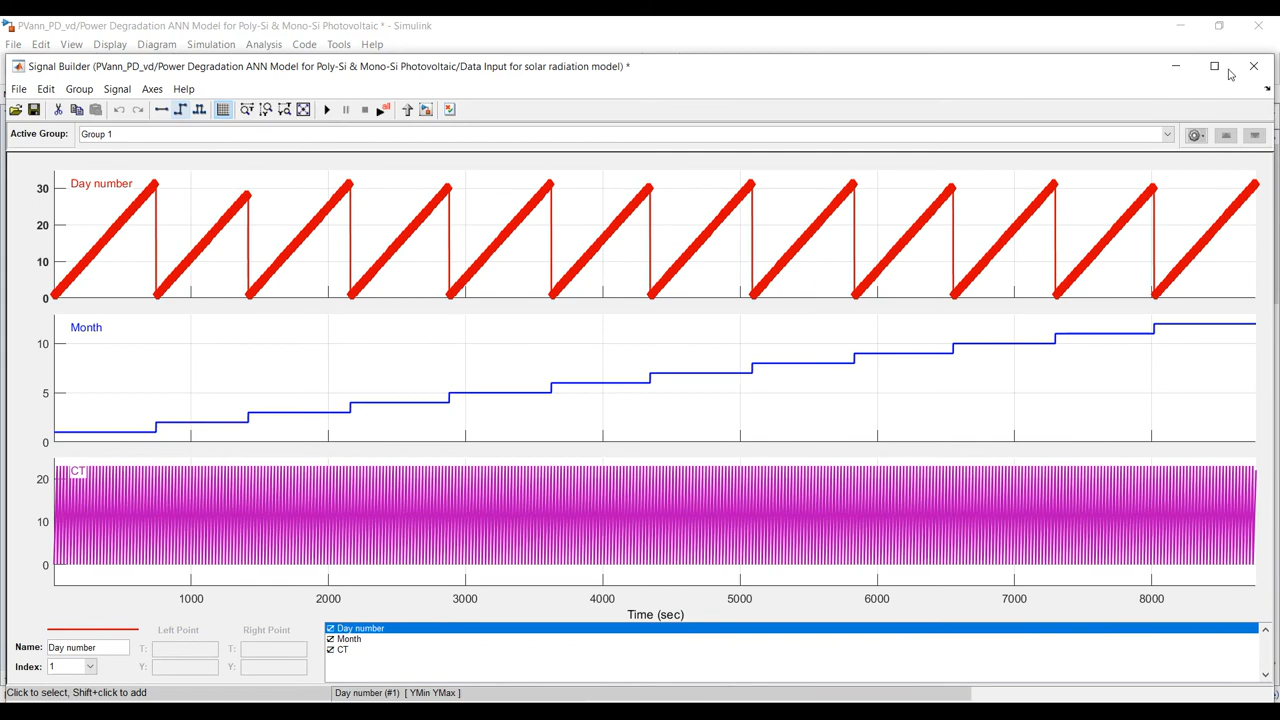 PVann_PD_vd/Power Degradation ANN Model for Poly-Si & Mono-Si Photovoltaic * - Simulink
File Edit View Display Diagram Simulation Analysis Code Tools Help
Signal Builder (PVann_PD_vd/Power Degradation ANN Model for Poly-Si & Mono-Si Photovoltaic/Data Input for solar radiation model) *
File Edit Group Signal Axes Help
all
Active Group: Group 1
Day number
30
20
10
0
Month
10
5
0
CT
20
10
0
1000 2000 3000 4000 5000 6000 7000 8000
Time (sec)
Left Point Right Point
Name: Day number T: T:
Index: 1 Y: Y:
Day number
Month
CT
Click to select, Shift+click to add Day number (#1) [ YMin YMax ]